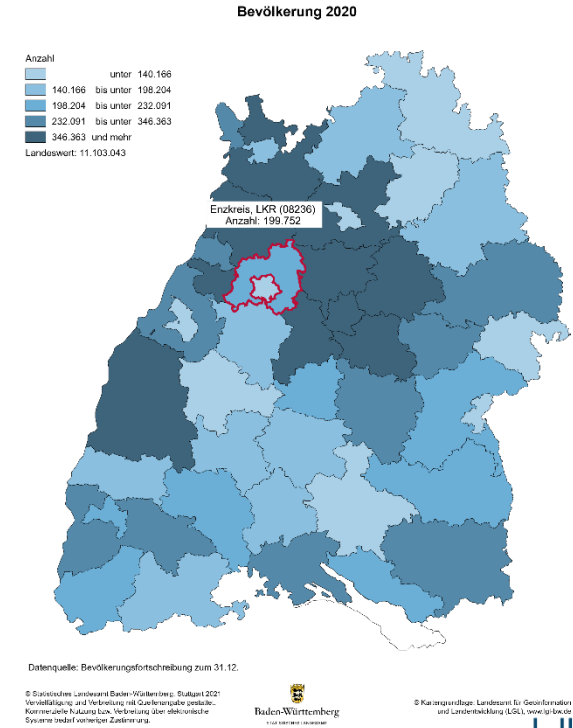 Bevölkerung 2020
Anzahl
unter 140.166
140.166 bis unter 198.204
198.204 bis unter 232.091
232.091 bis unter 346.363
346.363 und mehr
Landeswert: 11.103.043
Enzkreis, LKR (08236)
Anzahl: 199.752
Datenquelle: Bevölkerungsfortschreibung zum 31.12.
© Statistisches Landesamt Baden-Württemberg, Stuttgart 2021
Vervielfältigung und Verbreitung mit Quellenangabe gestattet.
Kommerzielle Nutzung bzw. Verbreitung über elektronische
Systeme bedarf vorheriger Zustimmung.
Baden-Württemberg
© Kartengrundlage: Landesamt für Geoinformation
und Landentwicklung (LGL), www.lgl-bw.de